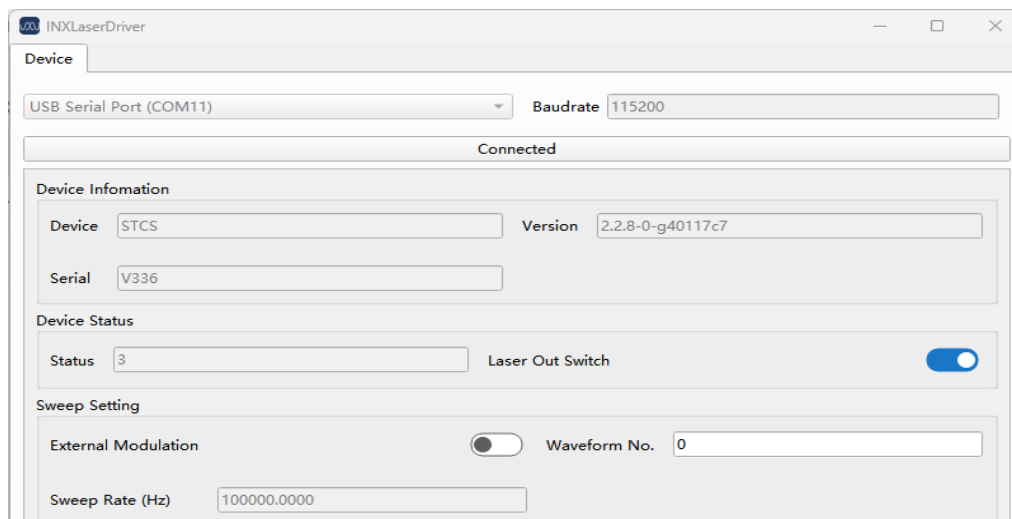 INXLaserDriver
Device
USB Serial Port (COM11) Baudrate 115200
Connected
Device Infomation
Device STCS Version 2.2.8-0-g40117c7
Serial V336
Device Status
Status 3 Laser Out Switch
Sweep Setting
External Modulation Waveform No. 0
Sweep Rate (Hz) 100000.0000